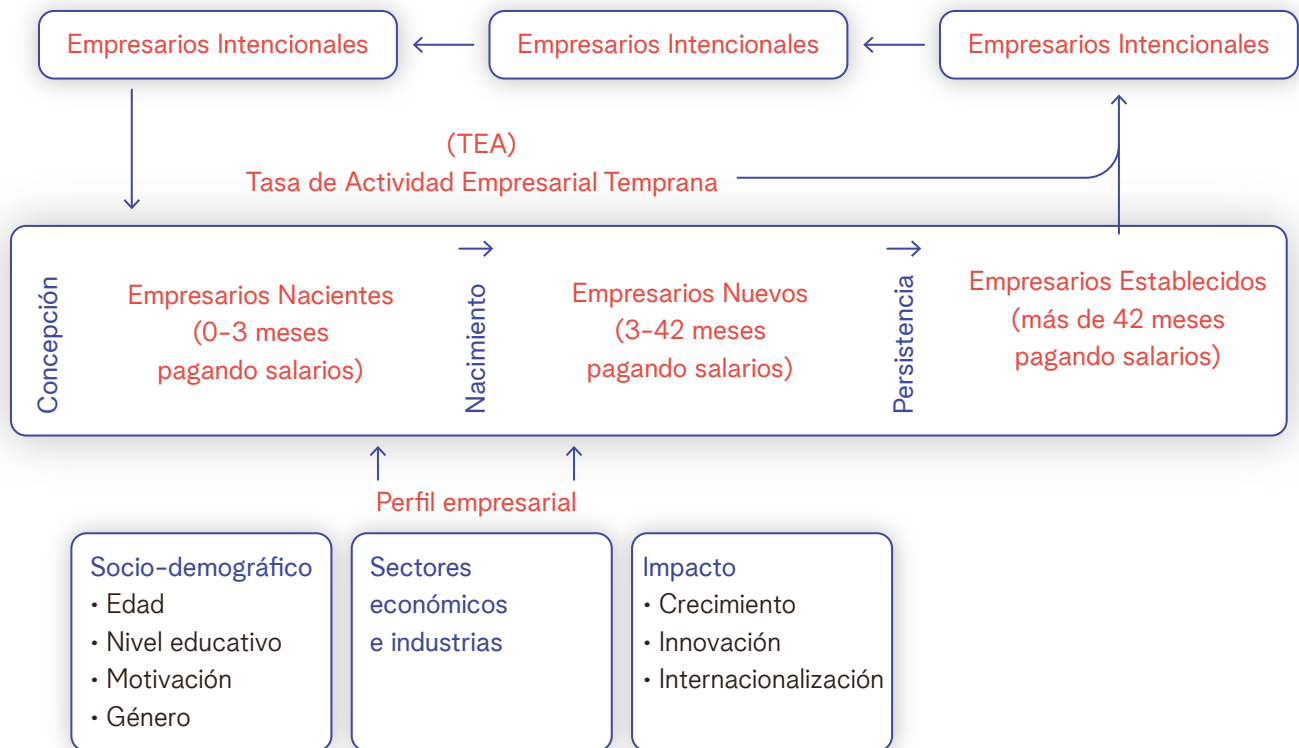 Empresarios Intencionales
Empresarios Intencionales
Empresarios Intencionales
(TEA)
Tasa de Actividad Empresarial Temprana
Concepción
Empresarios Nacientes
(0-3 meses
pagando salarios)
Nacimiento
Empresarios Nuevos
(3-42 meses
pagando salarios)
Persistencia
Empresarios Establecidos
(más de 42 meses
pagando salarios)
Perfil empresarial
Socio-demográfico
• Edad
• Nivel educativo
• Motivación
• Género
Sectores
económicos
e industrias
Impacto
• Crecimiento
• Innovación
• Internacionalización